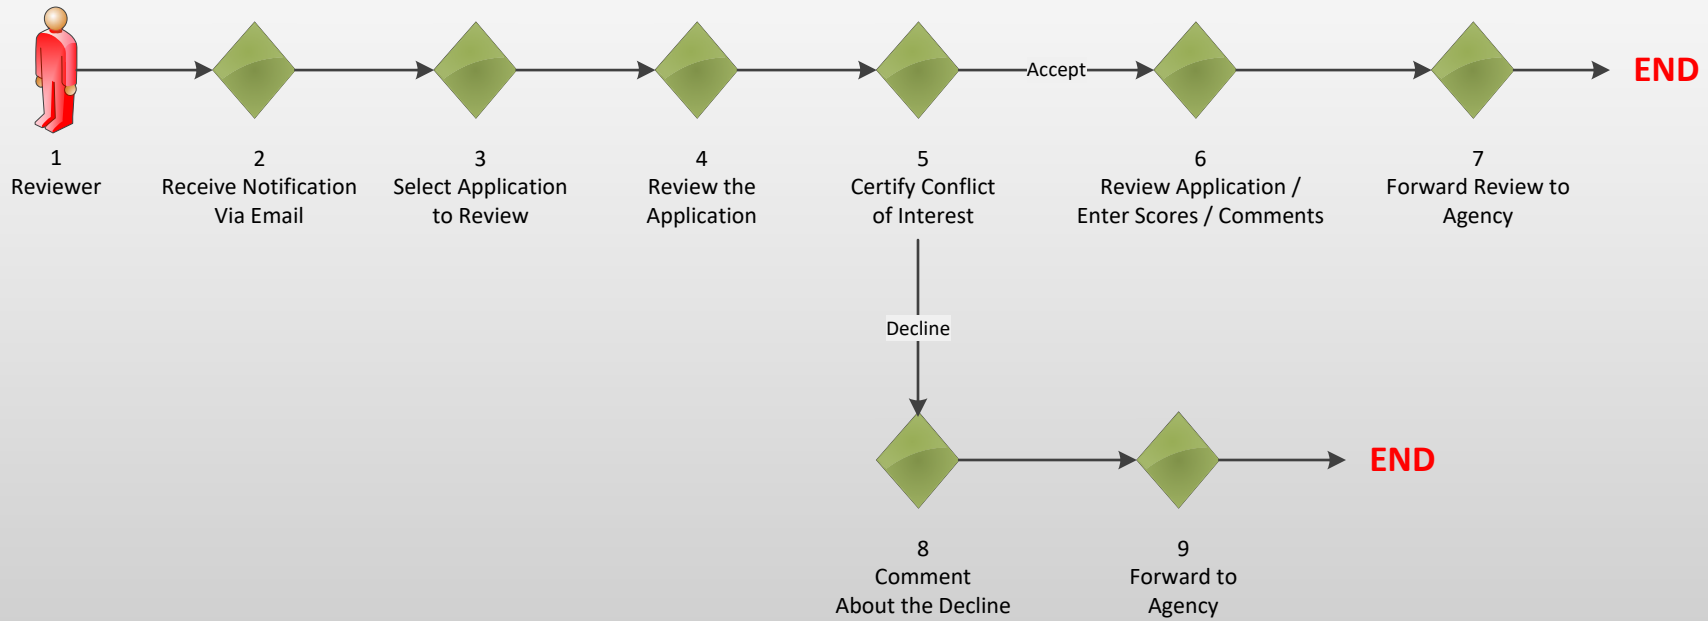 Accept
END
1
Reviewer
2
Receive Notification
Via Email
3
Select Application
to Review
4
Review the
Application
5
Certify Conflict
of Interest
6
Review Application /
Enter Scores / Comments
7
Forward Review to
Agency
Decline
END
8
Comment
About the Decline
9
Forward to
Agency